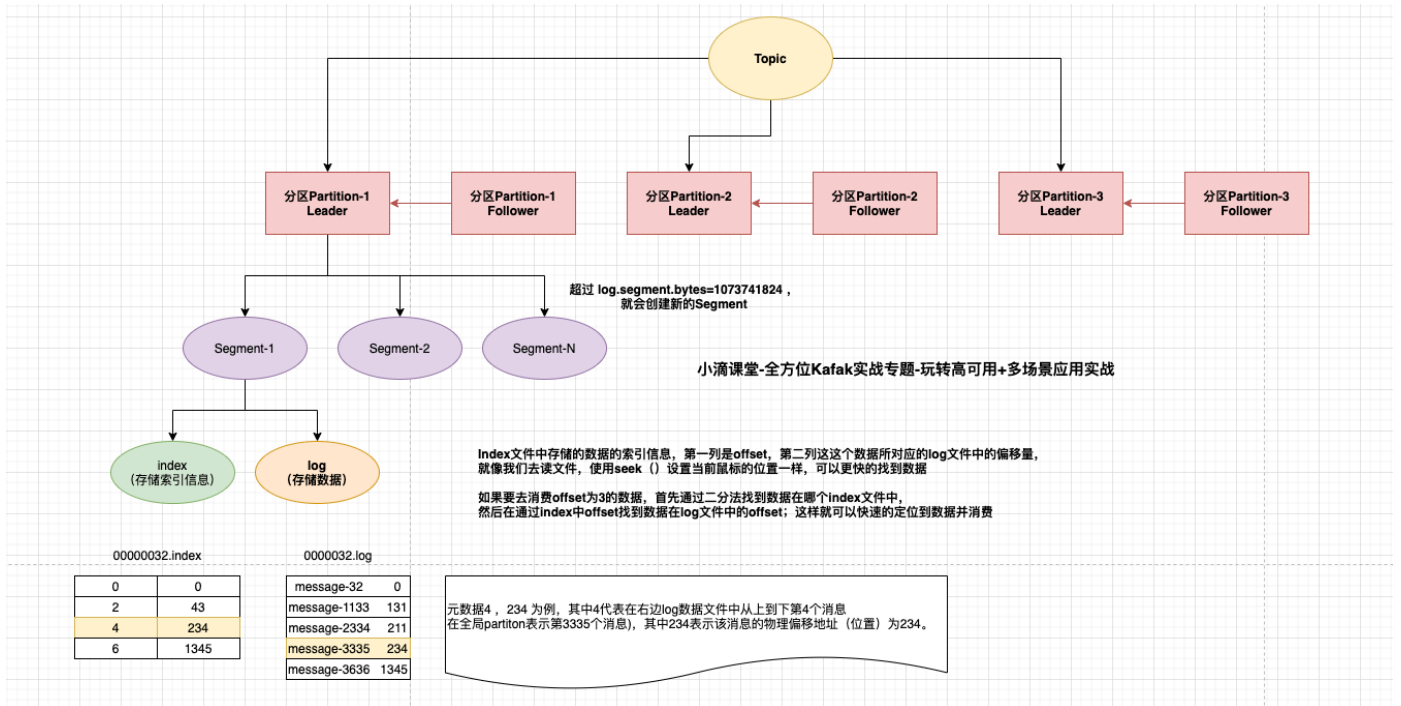 Topic
分区Partition-1
Leader
分区Partition-1
Follower
分区Partition-2
Leader
分区Partition-2
Follower
分区Partition-3
Leader
分区Partition-3
Follower
超过 log.segment.bytes=1073741824 ，
就会创建新的Segment
Segment-1
Segment-2
Segment-N
小滴课堂-全方位Kafak实战专题-玩转高可用+多场景应用实战
index
（存储索引信息）
log
（存储数据）
Index文件中存储的数据的索引信息，第一列是offset，第二列这这个数据所对应的log文件中的偏移量，
就像我们去读文件，使用seek（）设置当前鼠标的位置一样，可以更快的找到数据
如果要去消费offset为3的数据，首先通过二分法找到数据在哪个index文件中，
然后在通过index中offset找到数据在log文件中的offset；这样就可以快速的定位到数据并消费
00000032.index
0 0
2 43
4 234
6 1345
0000032.log
message-32 0
message-1133 131
message-2334 211
message-3335 234
message-3636 1345
元数据4 ，234 为例，其中4代表在右边log数据文件中从上到下第4个消息
在全局partiton表示第3335个消息)，其中234表示该消息的物理偏移地址（位置）为234。